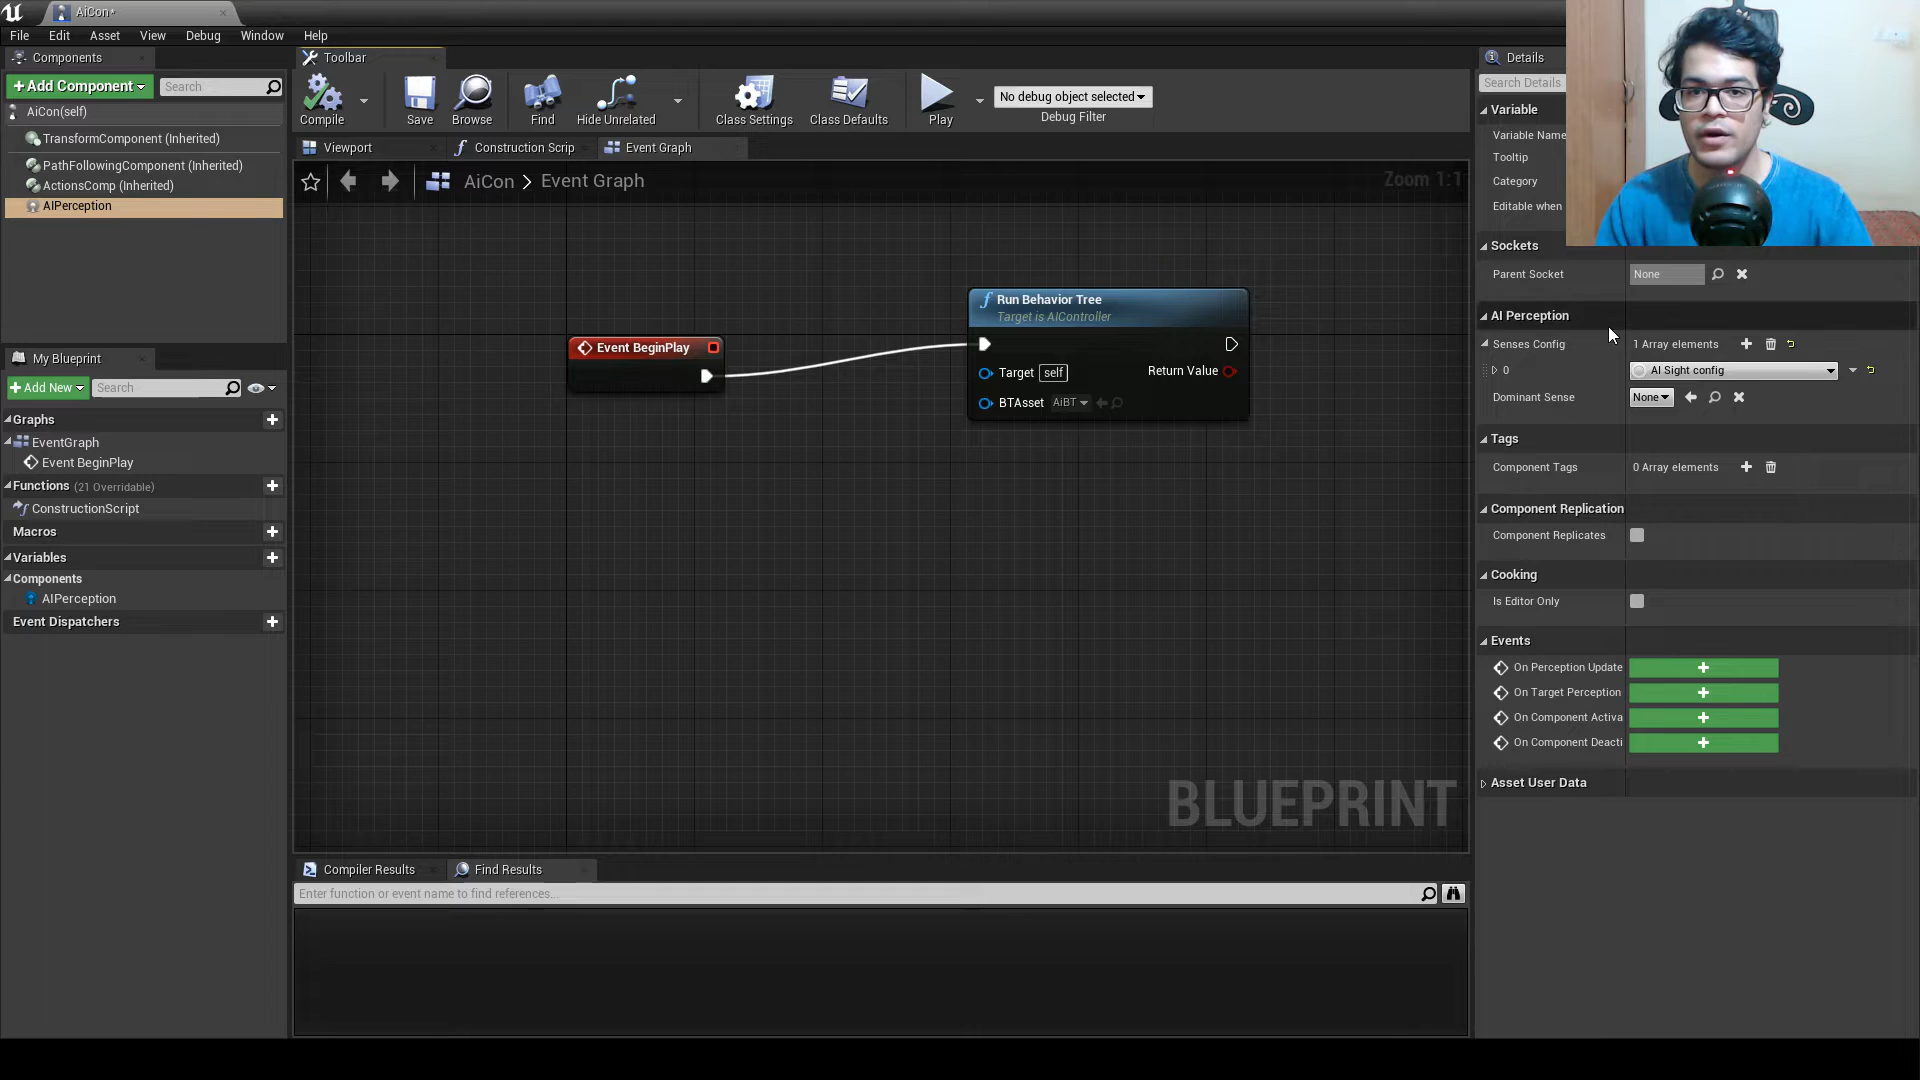 AiCon*
File Edit Asset View Debug Window Help
Components
+Add Component
Search
AiCon(self)
TransformComponent (Inherited)
PathFollowingComponent (Inherited)
ActionsComp (Inherited)
AIPerception
My Blueprint
+Add New
Search
Graphs
EventGraph
Event BeginPlay
Functions (21 Overridable)
ConstructionScript
Macros
Variables
Components
AIPerception
Event Dispatchers
Toolbar
Compile
Save
Browse
Find
Hide Unrelated
Class Settings
Class Defaults
Play
No debug object selected
Debug Filter
Viewport
Construction Scrip
Event Graph
AiCon > Event Graph
Zoom 1:1
Event BeginPlay
Run Behavior Tree
Target is AIController
Target self
Return Value
BTAsset AiBT
BLUEPRINT
Compiler Results
Find Results
Enter function or event name to find references...
Details
Search Details
Variable
Variable Name
Tooltip
Category
Editable when
Sockets
Parent Socket None
AI Perception
Senses Config 1 Array elements
0 AI Sight config
Dominant Sense None
Tags
Component Tags 0 Array elements
Component Replication
Component Replicates
Cooking
Is Editor Only
Events
On Perception Update
On Target Perception
On Component Activa
On Component Deacti
Asset User Data